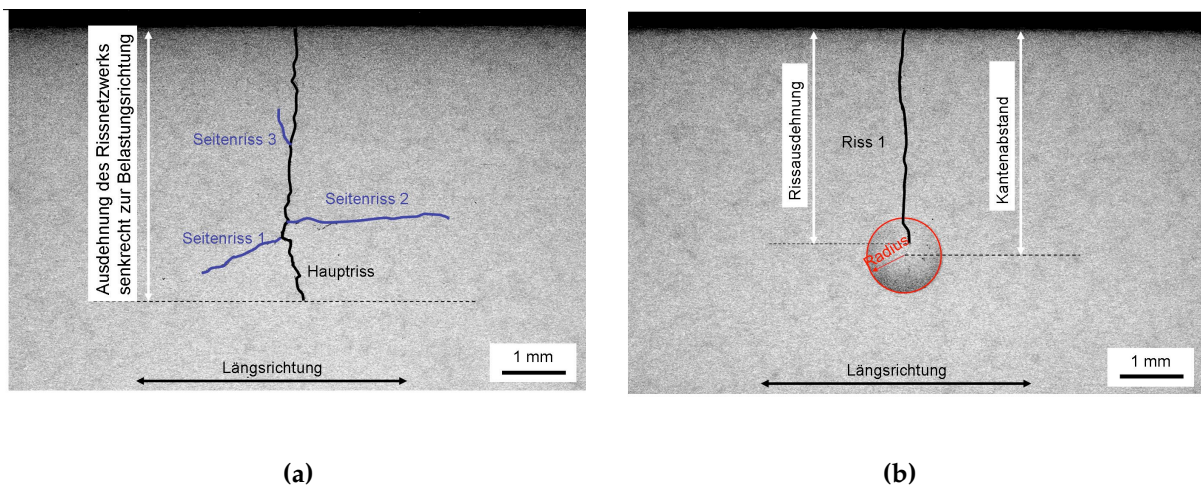 Ausdehnung des Rissnetzwerks
senkrecht zur Belastungsrichtung
Seitenriss 3
Seitenriss 2
Seitenriss 1
Hauptriss
1 mm
Längsrichtung
(a)
Rissausdehnung
Riss 1
Kantenabstand
Radius
1 mm
Längsrichtung
(b)